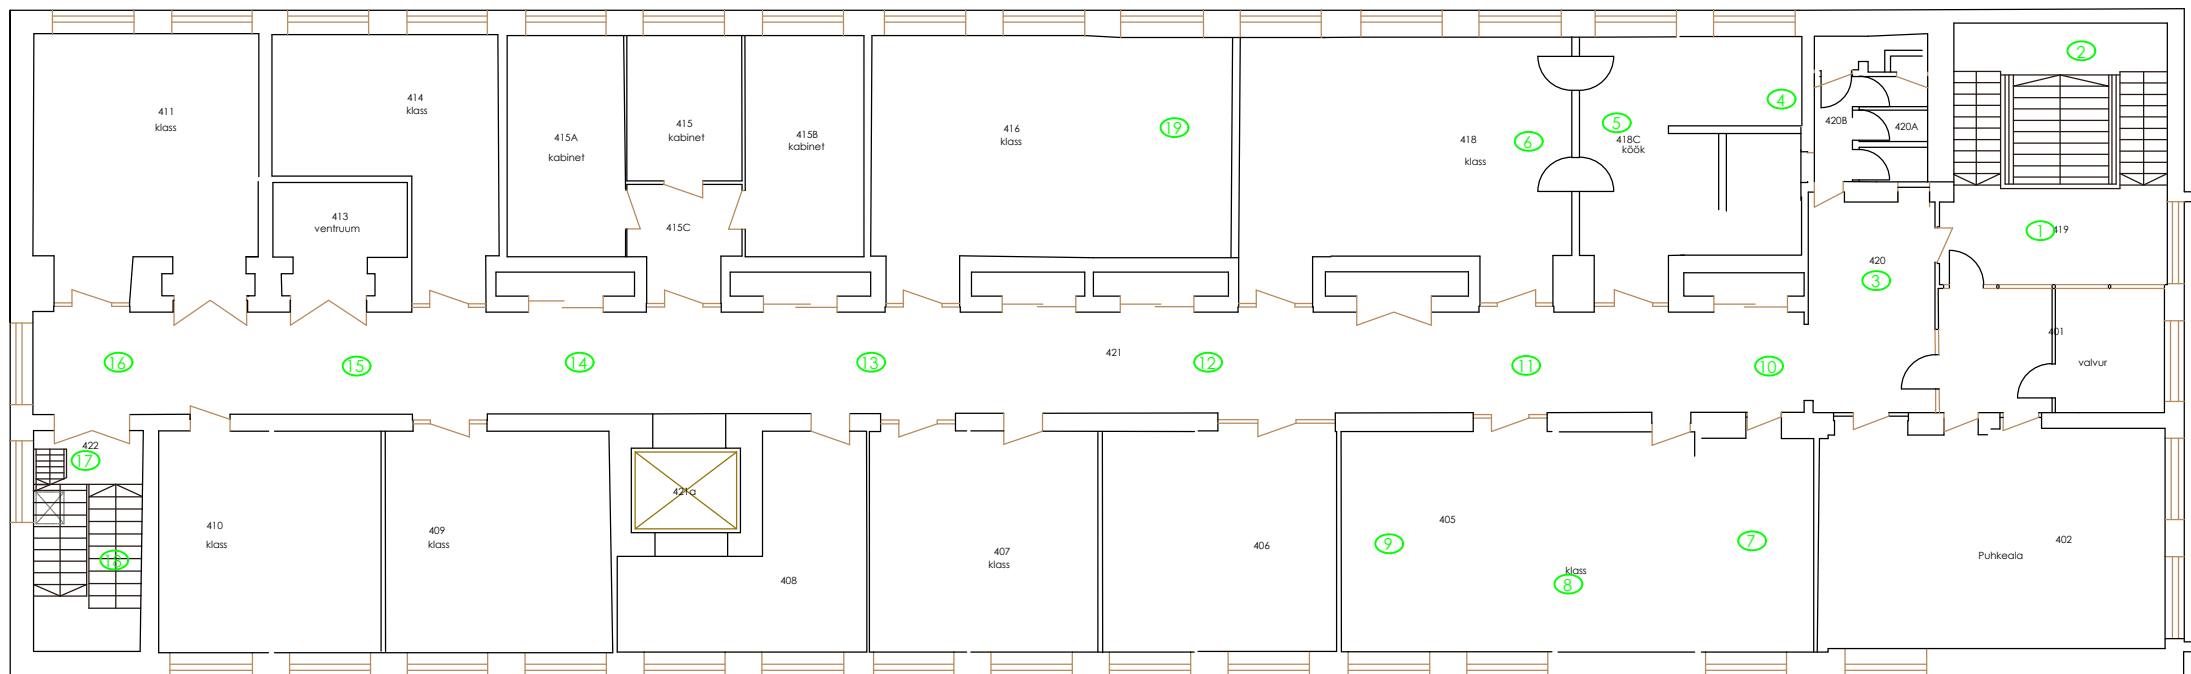 2
411
klass
414
klass
415A
kabinet
415
kabinet
415B
kabinet
416
klass
19
418
klass
6
5
418C
köök
4
420B
420A
413
ventruum
415C
1
419
420
3
401
valvur
16
15
14
13
421
12
11
10
422
17
18
410
klass
409
klass
421a
408
407
klass
406
9
405
klass
8
7
402
Puhkeala